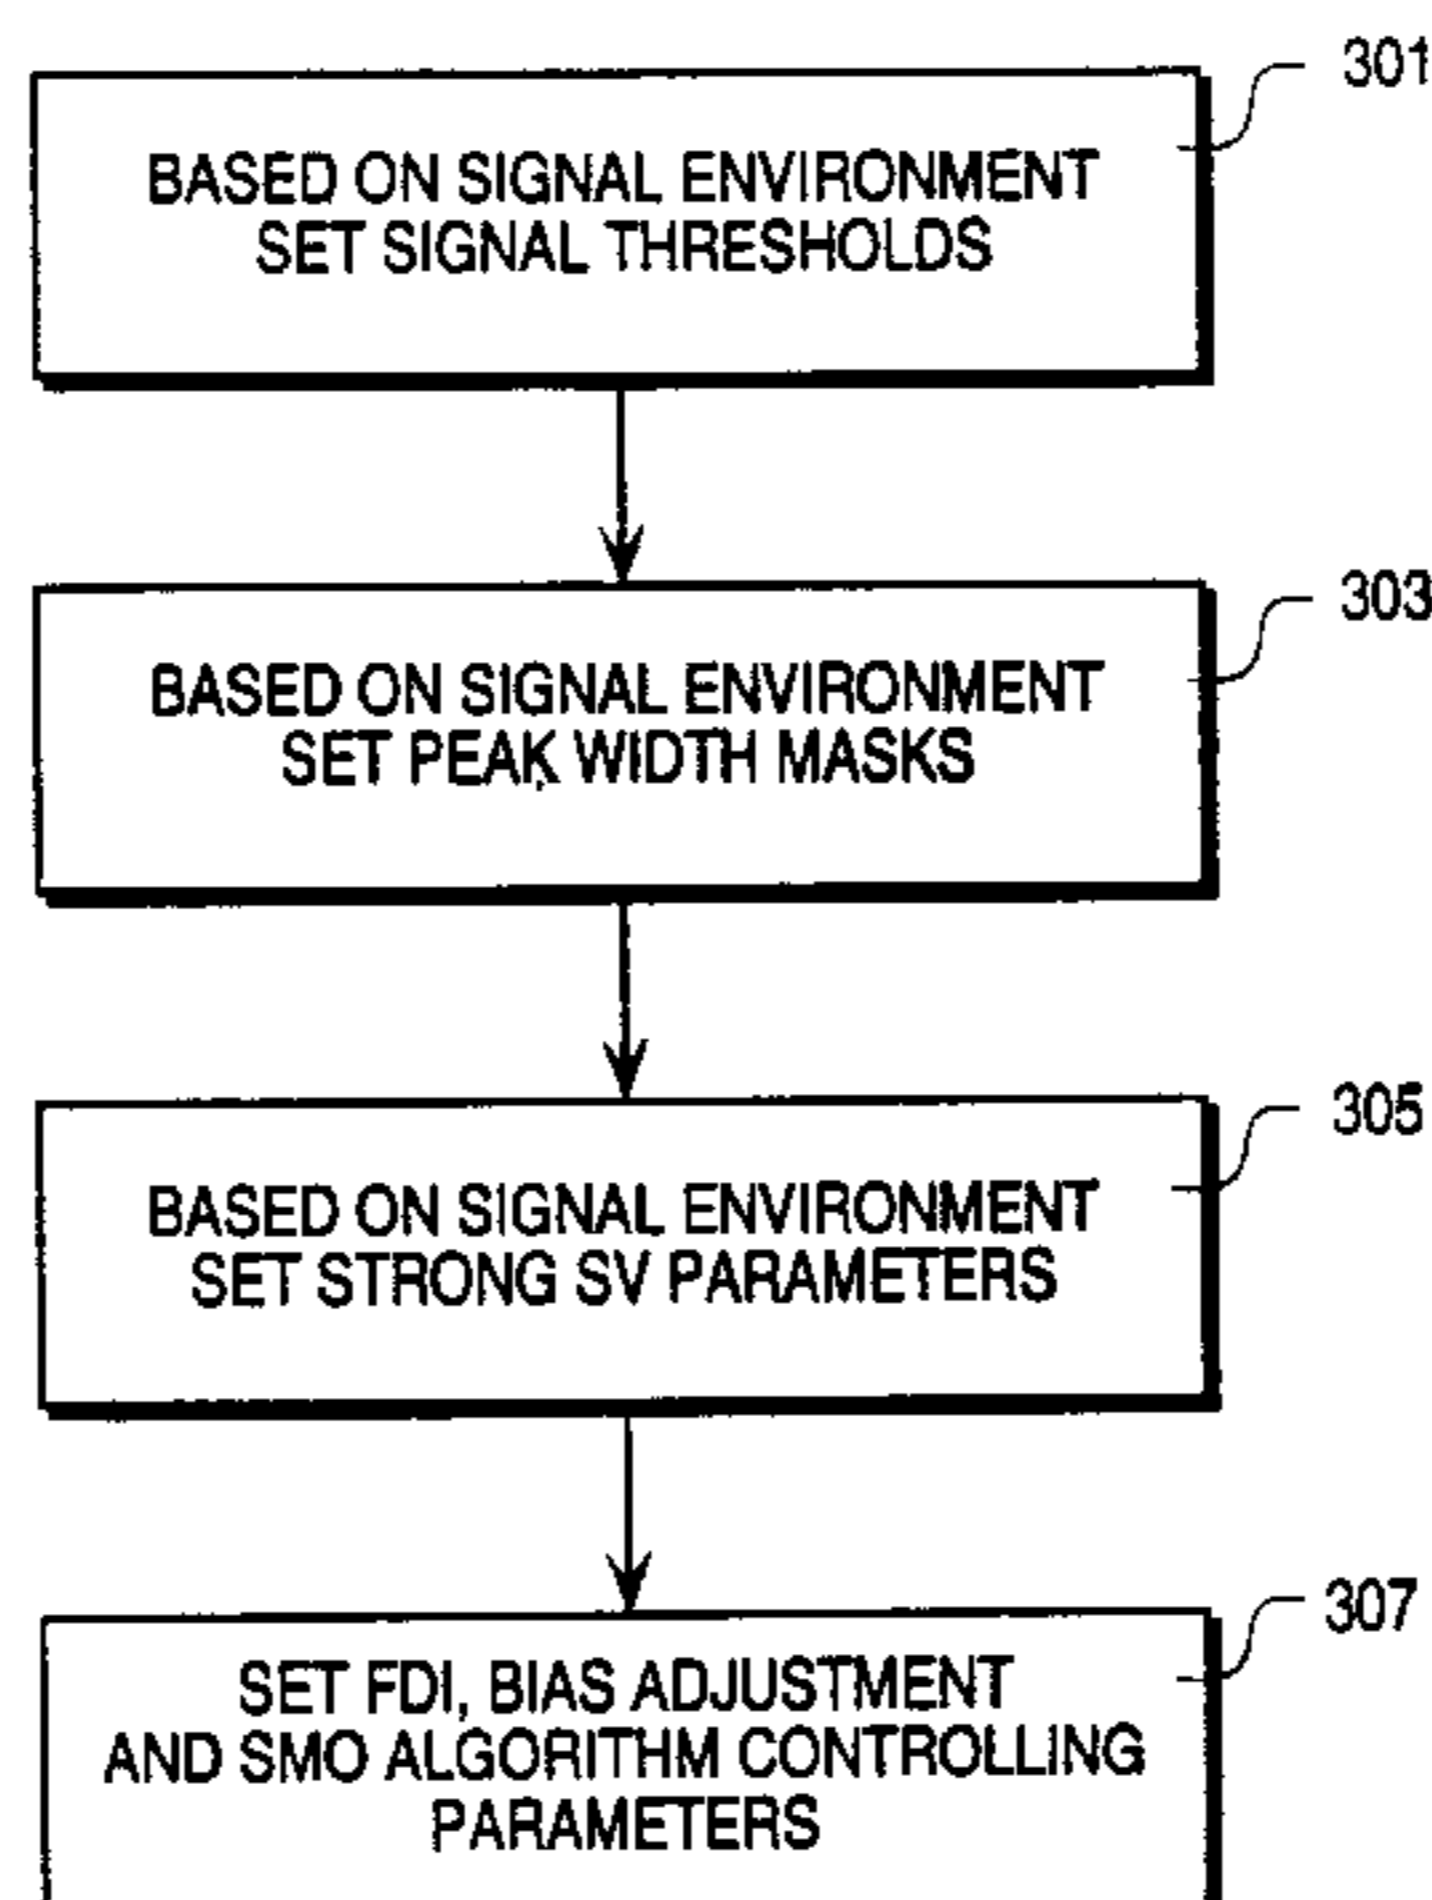 301
BASED ON SIGNAL ENVIRONMENT
SET SIGNAL THRESHOLDS
303
BASED ON SIGNAL ENVIRONMENT
SET PEAK WIDTH MASKS
305
BASED ON SIGNAL ENVIRONMENT
SET STRONG SV PARAMETERS
307
SET FDI, BIAS ADJUSTMENT
AND SMO ALGORITHM CONTROLLING
PARAMETERS